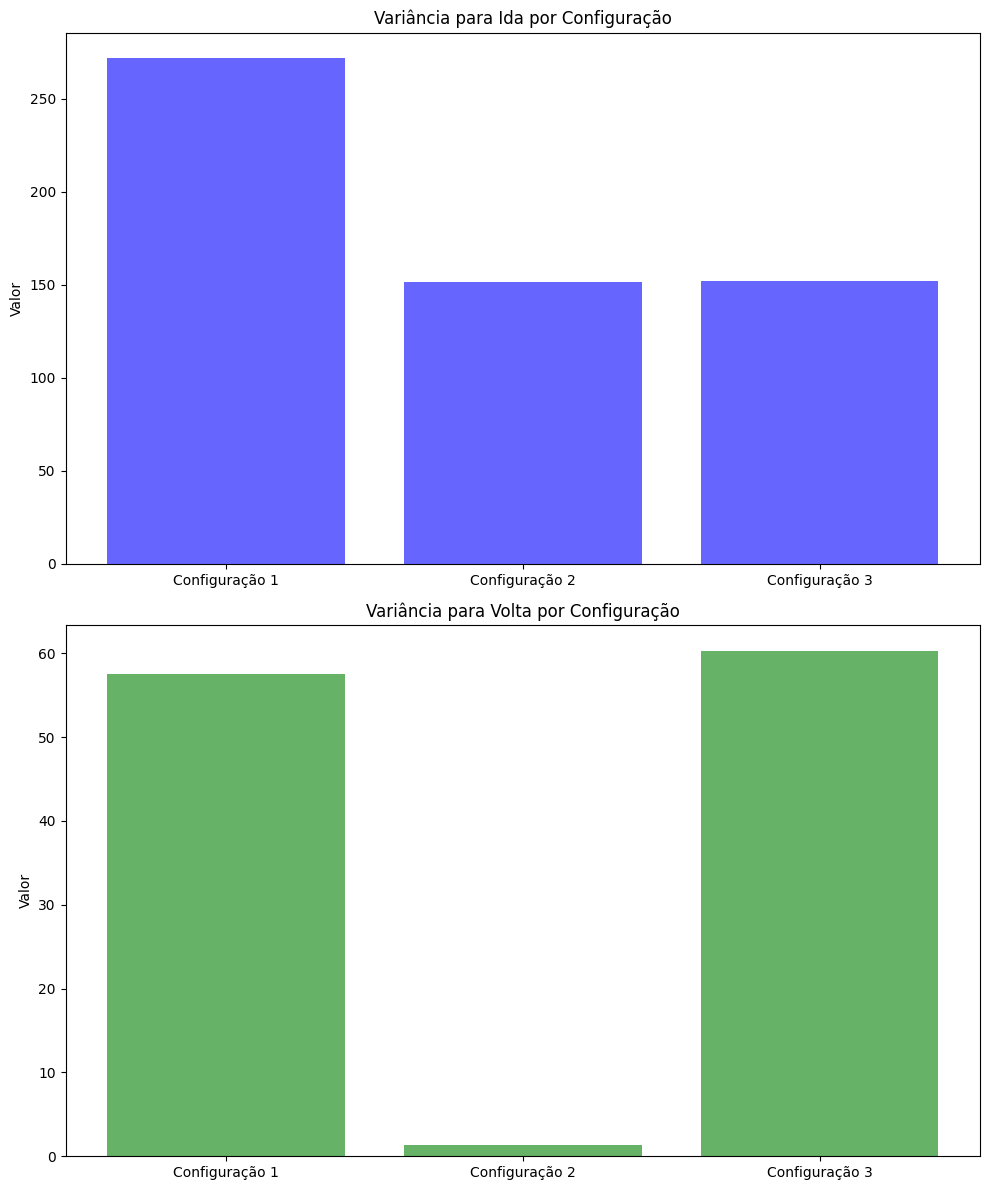 Variância para Ida por Configuração
250
200
150
100
50
0
Valor
Configuração 1 Configuração 2 Configuração 3
Variância para Volta por Configuração
60
50
40
30
20
10
0
Valor
Configuração 1 Configuração 2 Configuração 3